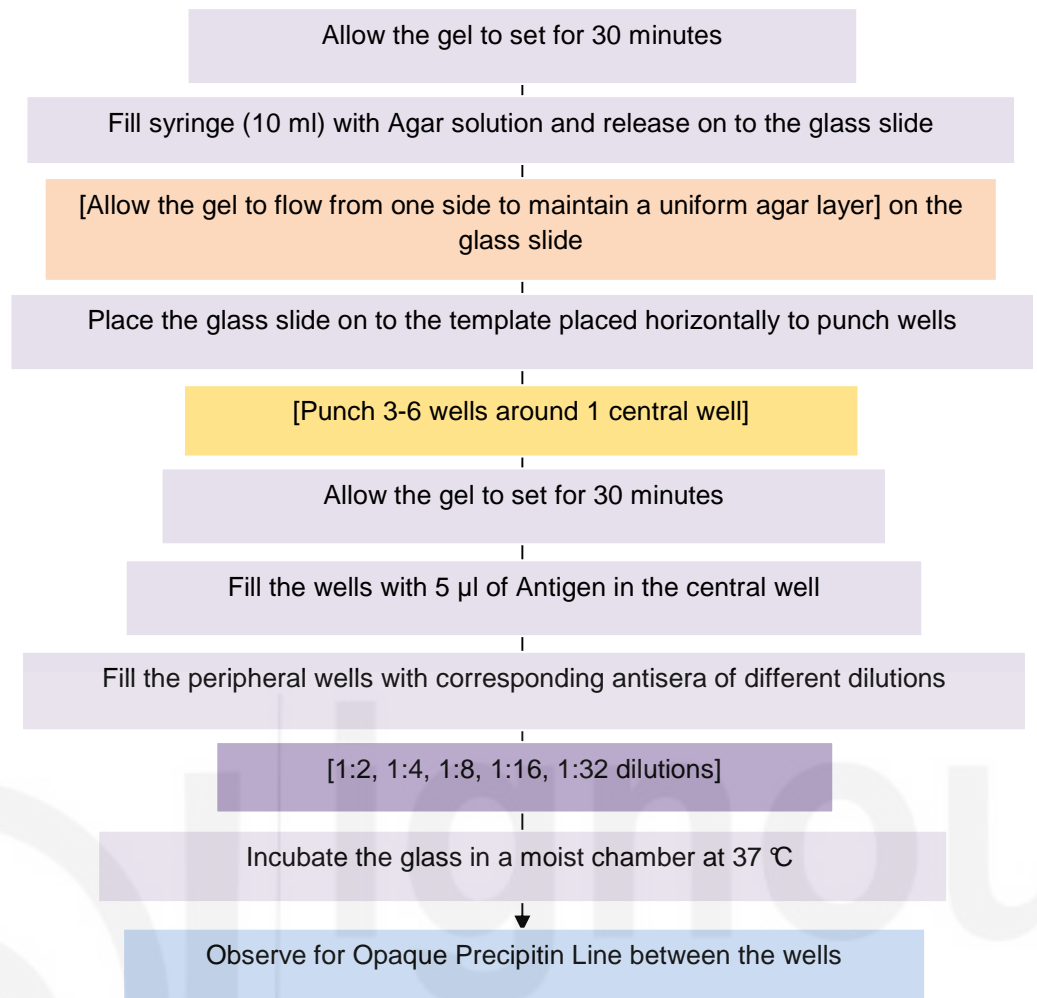 Allow the gel to set for 30 minutes
Fill syringe (10 ml) with Agar solution and release on to the glass slide
[Allow the gel to flow from one side to maintain a uniform agar layer] on the
glass slide
Place the glass slide on to the template placed horizontally to punch wells
[Punch 3-6 wells around 1 central well]
Allow the gel to set for 30 minutes
Fill the wells with 5 µl of Antigen in the central well
Fill the peripheral wells with corresponding antisera of different dilutions
[1:2, 1:4, 1:8, 1:16, 1:32 dilutions]
Incubate the glass in a moist chamber at 37 ℃
Observe for Opaque Precipitin Line between the wells
ignou